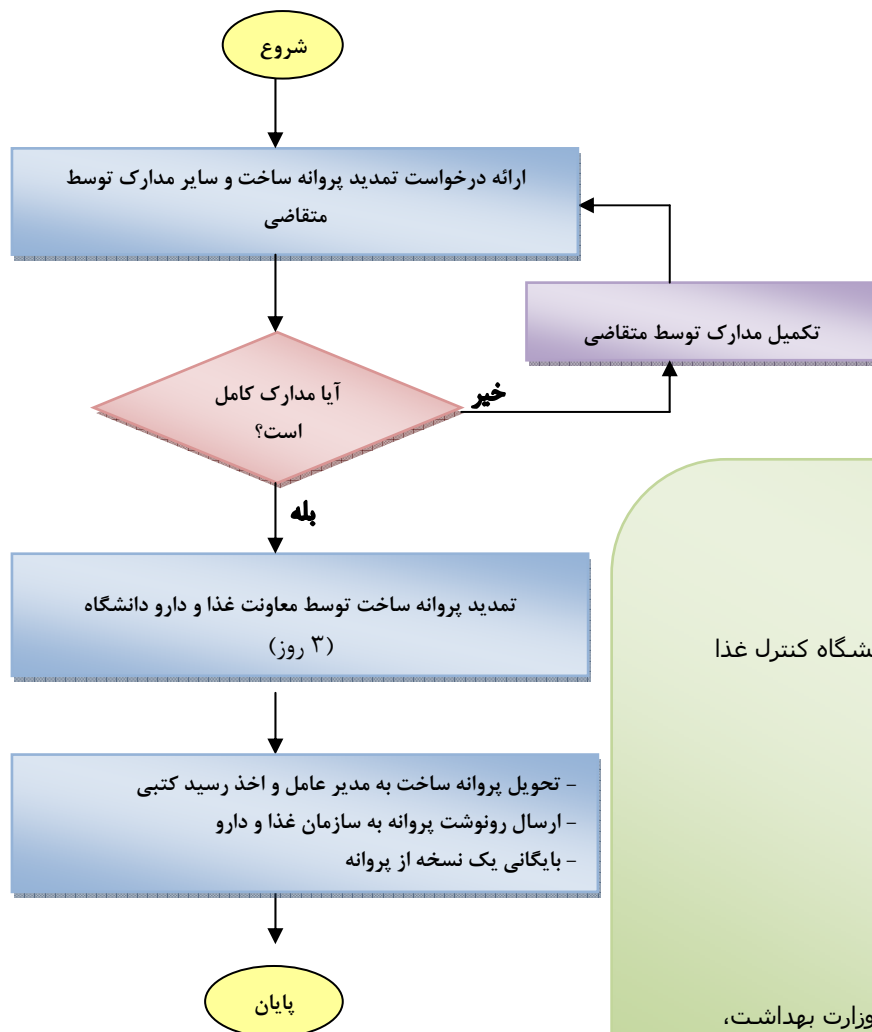 شروع
ارائه درخواست تمدید پروانه ساخت و سایر مدارک توسط
متقاضی
تکمیل مدارک توسط متقاضی
آیا مدارک کامل
است؟
خیر
بله
تمدید پروانه ساخت توسط معاونت غذا و دارو دانشگاه
(۳ روز)
شگاه کنترل غذا
- تحویل پروانه ساخت به مدیر عامل و اخذ رسید کتبی
- ارسال رونوشت پروانه به سازمان غذا و دارو
- بایگانی یک نسخه از پروانه
پایان
وزارت بهداشت،